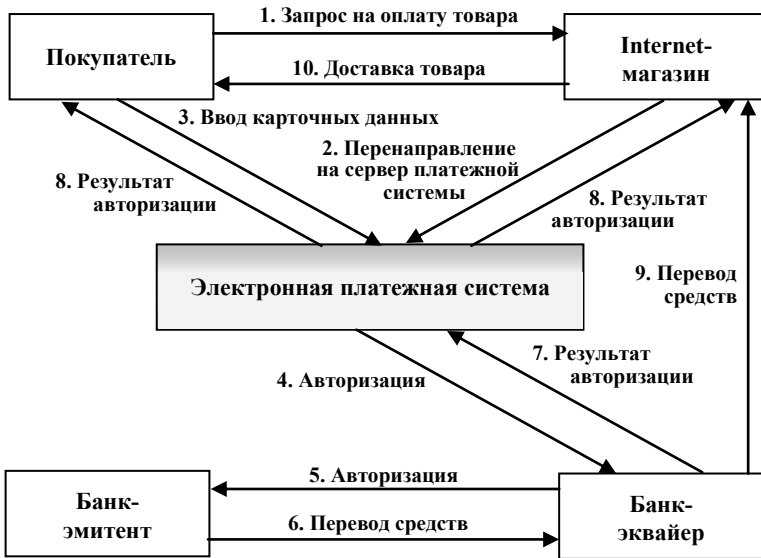 1. Запрос на оплату товара
Покупатель
Internet-
магазин
10. Доставка товара
3. Ввод карточных данных
2. Перенаправление
на сервер платежной
системы
8. Результат
авторизации
8. Результат
авторизации
Электронная платежная система
9. Перевод
средств
7. Результат
авторизации
4. Авторизация
5. Авторизация
Банк-
эмитент
Банк-
эквайер
6. Перевод средств